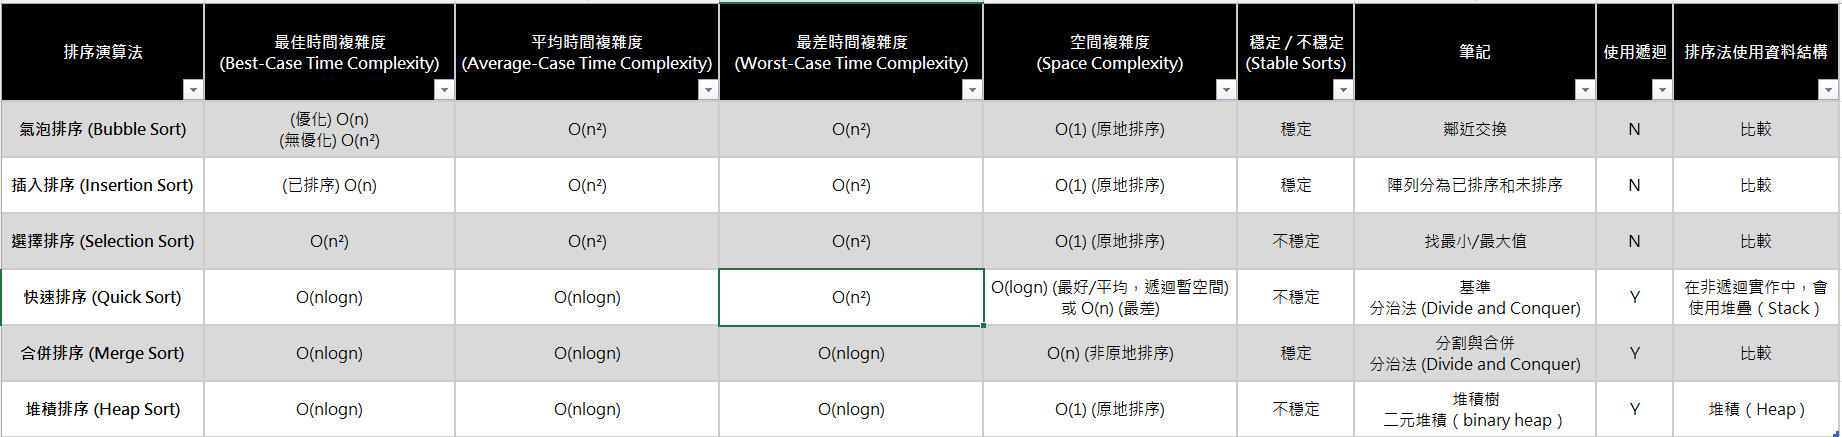 排序演算法
最佳時間複雜度
(Best-Case Time Complexity)
平均時間複雜度
(Average-Case Time Complexity)
最差時間複雜度
(Worst-Case Time Complexity)
空間複雜度
(Space Complexity)
穩定 / 不穩定
(Stable Sorts)
筆記
使用遞迴
排序法使用資料結構
氣泡排序 (Bubble Sort)
(優化) O(n)
(無優化) O(n²)
O(n²)
O(n²)
O(1) (原地排序)
穩定
鄰近交換
N
比較
插入排序 (Insertion Sort)
(已排序) O(n)
O(n²)
O(n²)
O(1) (原地排序)
穩定
陣列分為已排序和未排序
N
比較
選擇排序 (Selection Sort)
O(n²)
O(n²)
O(n²)
O(1) (原地排序)
不穩定
找最小/最大值
N
比較
快速排序 (Quick Sort)
O(nlogn)
O(nlogn)
O(n²)
O(logn) (最好/平均，遞迴暫空間)
或 O(n) (最差)
不穩定
基準
分治法 (Divide and Conquer)
Y
在非遞迴實作中，會
使用堆疊（Stack）
合併排序 (Merge Sort)
O(nlogn)
O(nlogn)
O(nlogn)
O(n) (非原地排序)
穩定
分割與合併
分治法 (Divide and Conquer)
Y
比較
堆積排序 (Heap Sort)
O(nlogn)
O(nlogn)
O(nlogn)
O(1) (原地排序)
不穩定
堆積樹
二元堆積（binary heap）
Y
堆積（Heap）